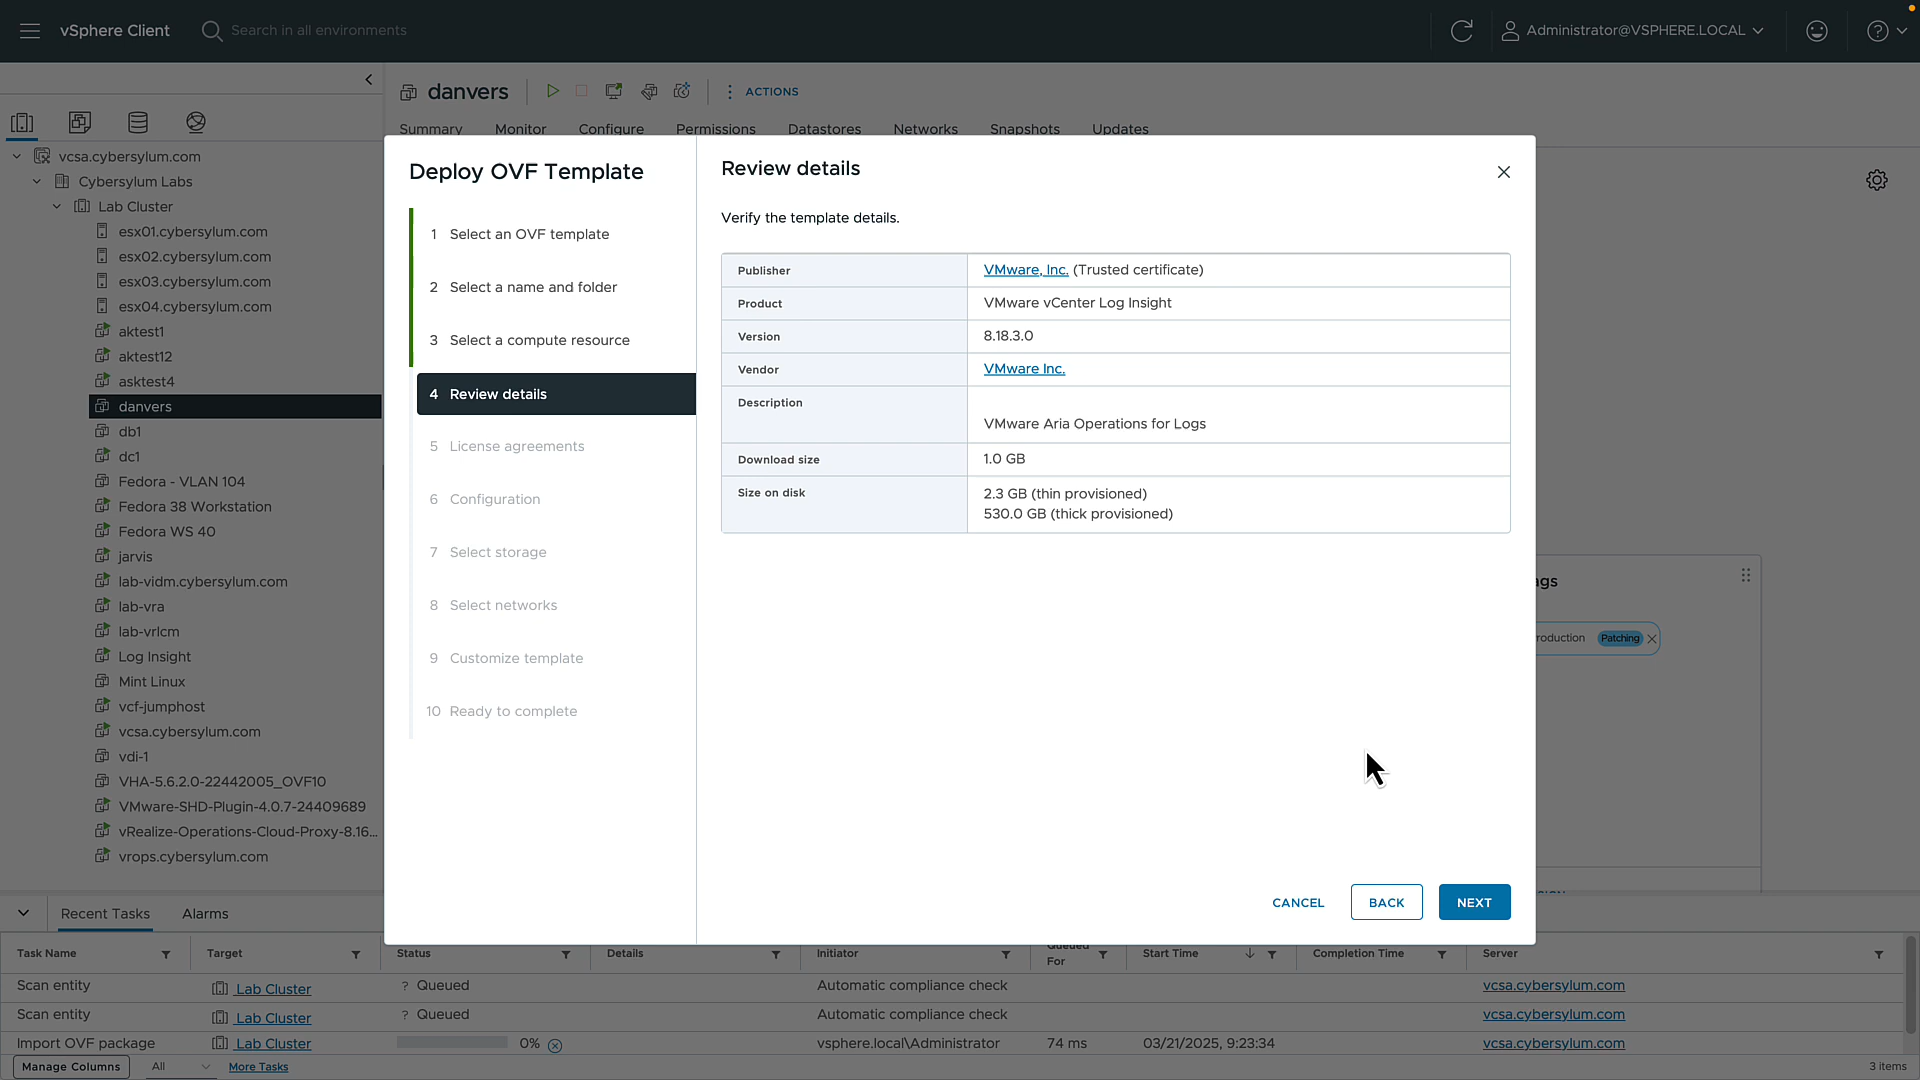 vSphere Client
Search in all environments
Administrator@VSPHERE.LOCAL
danvers
ACTIONS
Summary Monitor Configure Permissions Datastores Networks Snapshots Updates
vcsa.cybersylum.com
Cybersylum Labs
Lab Cluster
esx01.cybersylum.com
esx02.cybersylum.com
esx03.cybersylum.com
esx04.cybersylum.com
aktest1
aktest12
asktest4
danvers
db1
dc1
Fedora - VLAN 104
Fedora 38 Workstation
Fedora WS 40
jarvis
lab-vidm.cybersylum.com
lab-vra
lab-vrlcm
Log Insight
Mint Linux
vcf-jumphost
vcsa.cybersylum.com
vdi-1
VHA-5.6.2.0-22442005_OVF10
VMware-SHD-Plugin-4.0.7-24409689
vRealize-Operations-Cloud-Proxy-8.16...
vrops.cybersylum.com
Deploy OVF Template
1 Select an OVF template
2 Select a name and folder
3 Select a compute resource
4 Review details
5 License agreements
6 Configuration
7 Select storage
8 Select networks
9 Customize template
10 Ready to complete
Review details
Verify the template details.
Publisher VMware, Inc. (Trusted certificate)
Product VMware vCenter Log Insight
Version 8.18.3.0
Vendor VMware Inc.
Description
VMware Aria Operations for Logs
Download size 1.0 GB
Size on disk 2.3 GB (thin provisioned)
530.0 GB (thick provisioned)
CANCEL BACK NEXT
ags
roduction Patching
Recent Tasks Alarms
Task Name Target Status Details Initiator Queued For Start Time Completion Time Server
Scan entity Lab Cluster ? Queued Automatic compliance check vcsa.cybersylum.com
Scan entity Lab Cluster ? Queued Automatic compliance check vcsa.cybersylum.com
Import OVF package Lab Cluster 0% vsphere.local\Administrator 74 ms 03/21/2025, 9:23:34 vcsa.cybersylum.com
Manage Columns All More Tasks 3 items